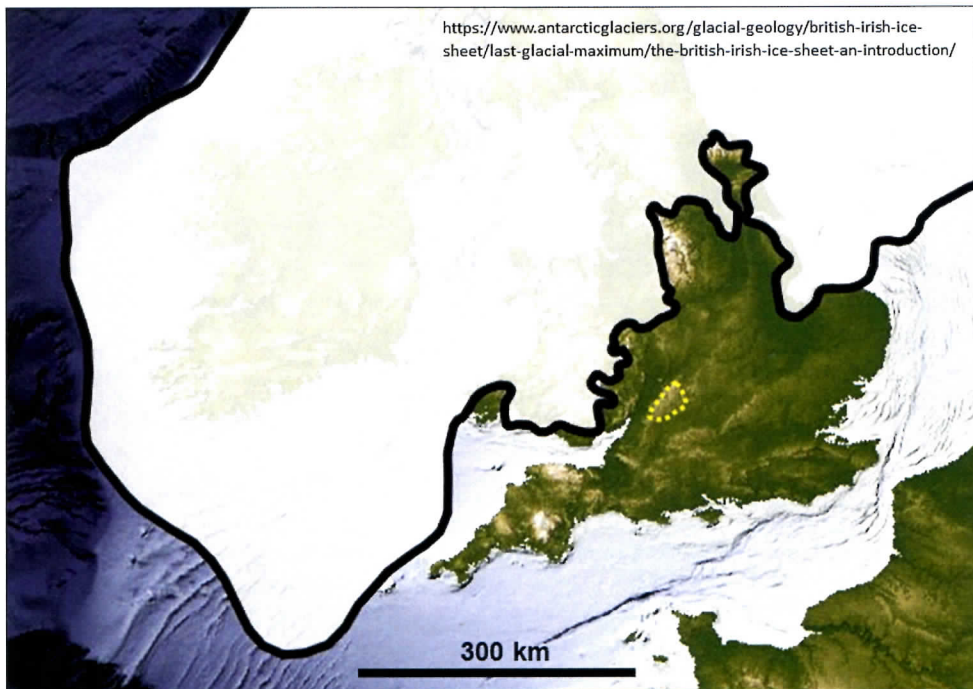 https://www.antarcticglaciers.org/glacial-geology/british-irish-ice-
sheet/last-glacial-maximum/the-british-irish-ice-sheet-an-introduction/
300 km